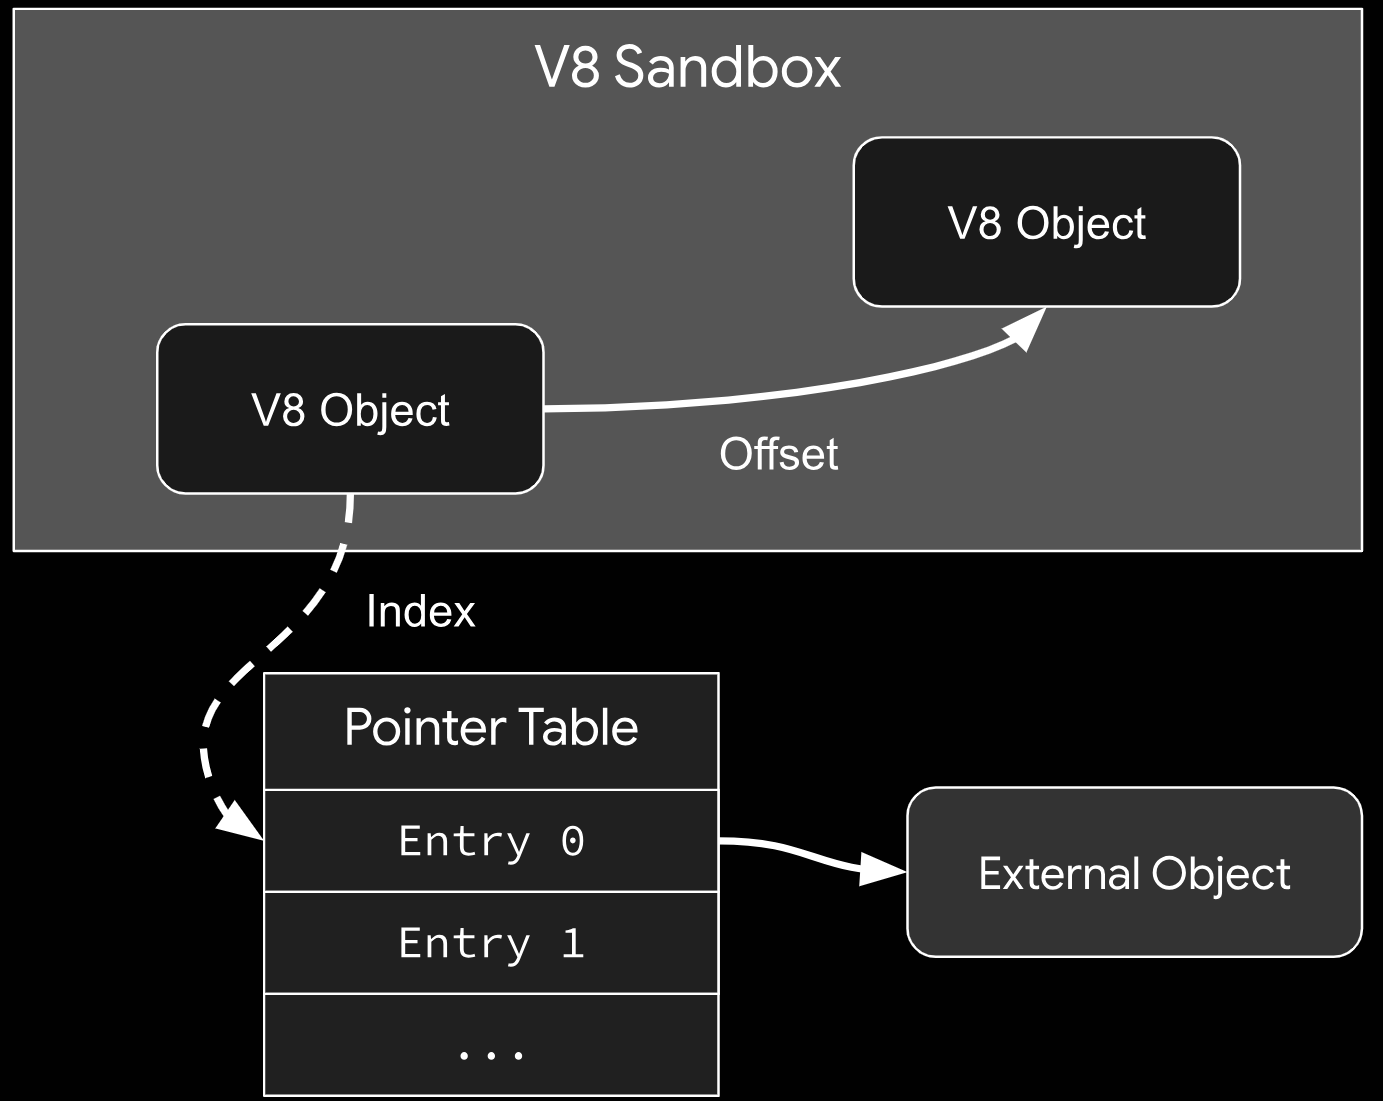 V8 Sandbox
V8 Object
V8 Object
Offset
Index
Pointer Table
Entry 0
Entry 1
...
External Object